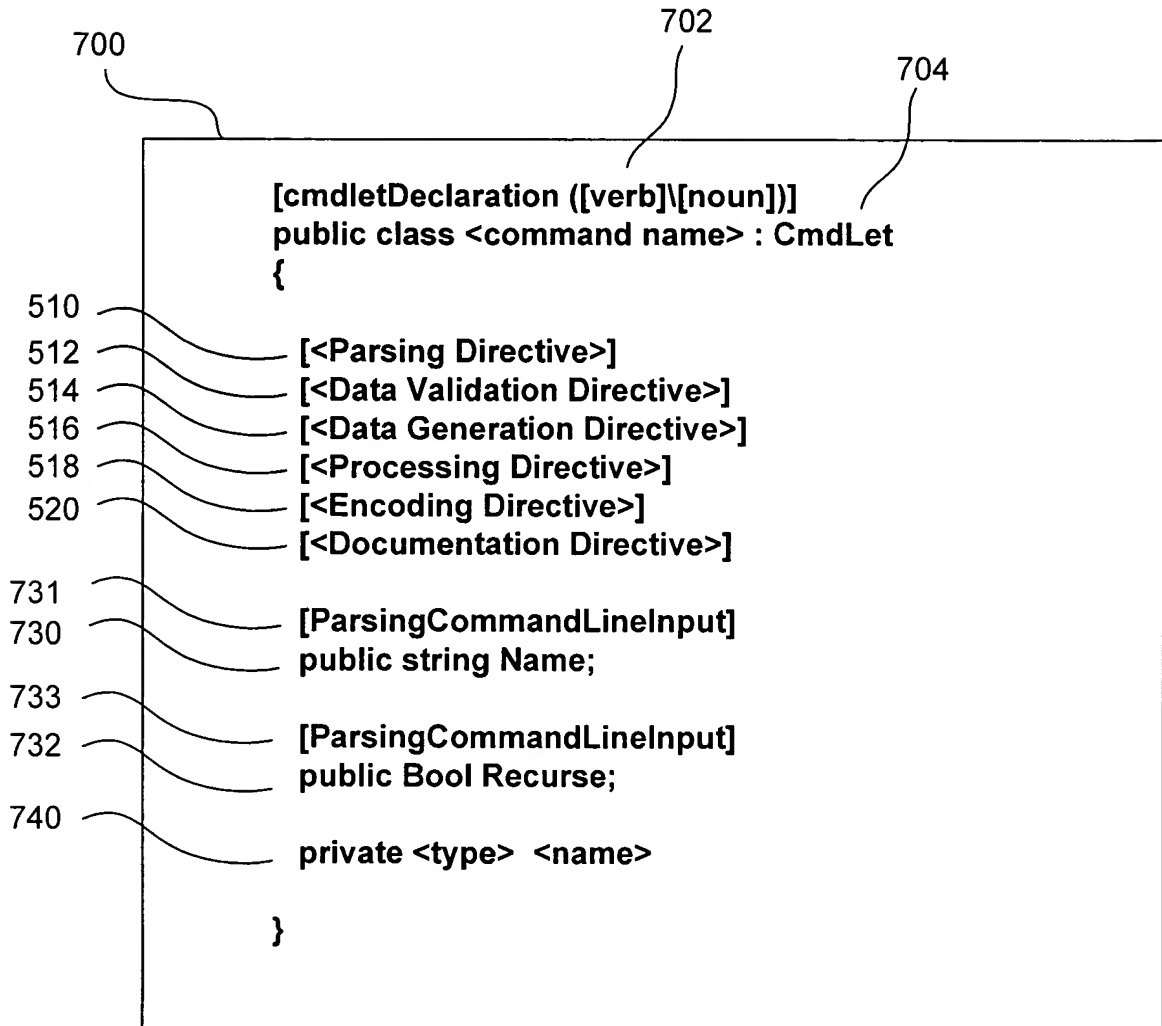 702
700
704
[cmdletDeclaration ([verb]\[noun])]
public class <command name> : CmdLet
{
510
[<Parsing Directive>]
512
[<Data Validation Directive>]
514
[<Data Generation Directive>]
516
[<Processing Directive>]
518
[<Encoding Directive>]
520
[<Documentation Directive>]
731
[ParsingCommandLineInput]
730
public string Name;
733
[ParsingCommandLineInput]
732
public Bool Recurse;
740
private <type> <name>
}